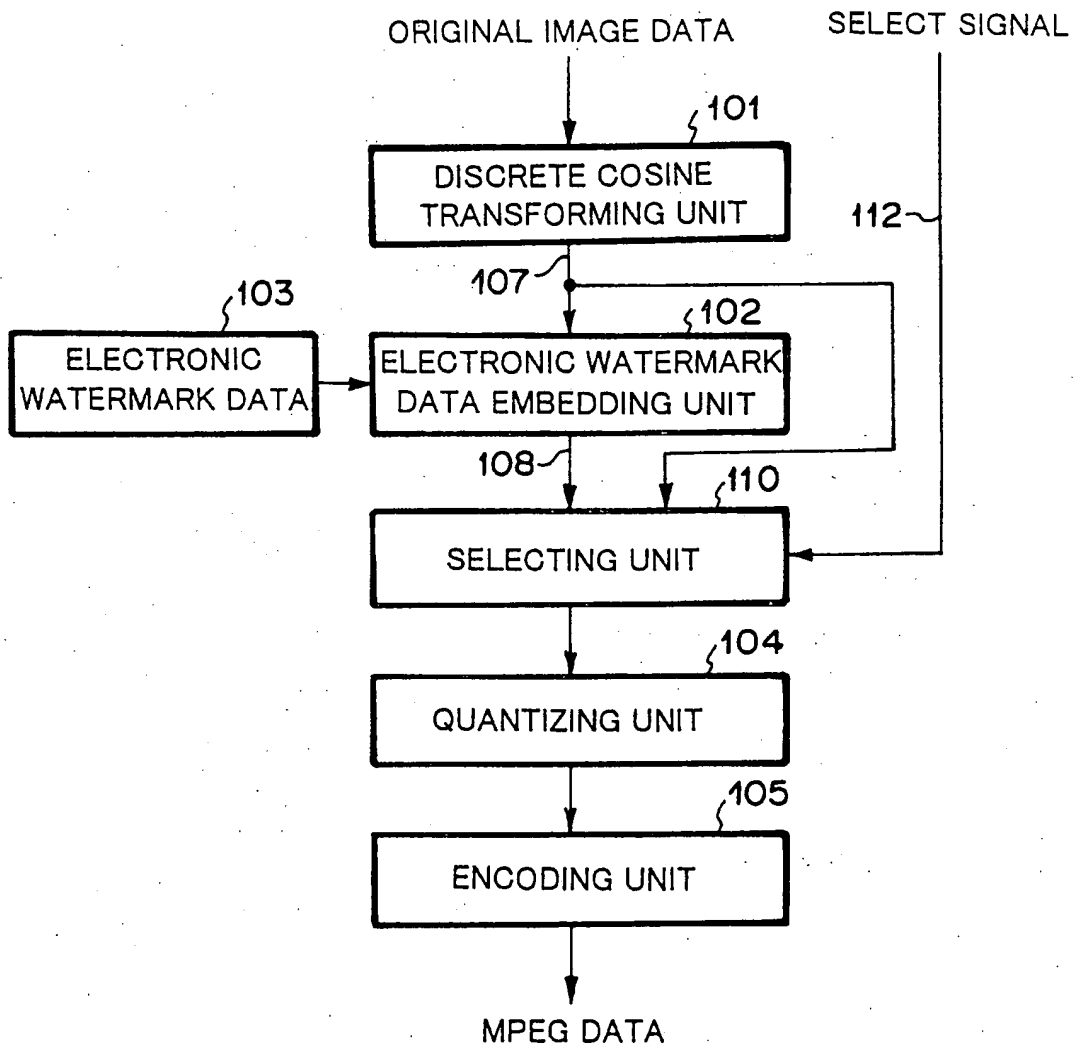 ORIGINAL IMAGE DATA
SELECT SIGNAL
101
DISCRETE COSINE
TRANSFORMING UNIT
112
107
103
102
ELECTRONIC
WATERMARK DATA
ELECTRONIC WATERMARK
DATA EMBEDDING UNIT
108
110
SELECTING UNIT
104
QUANTIZING UNIT
105
ENCODING UNIT
MPEG DATA